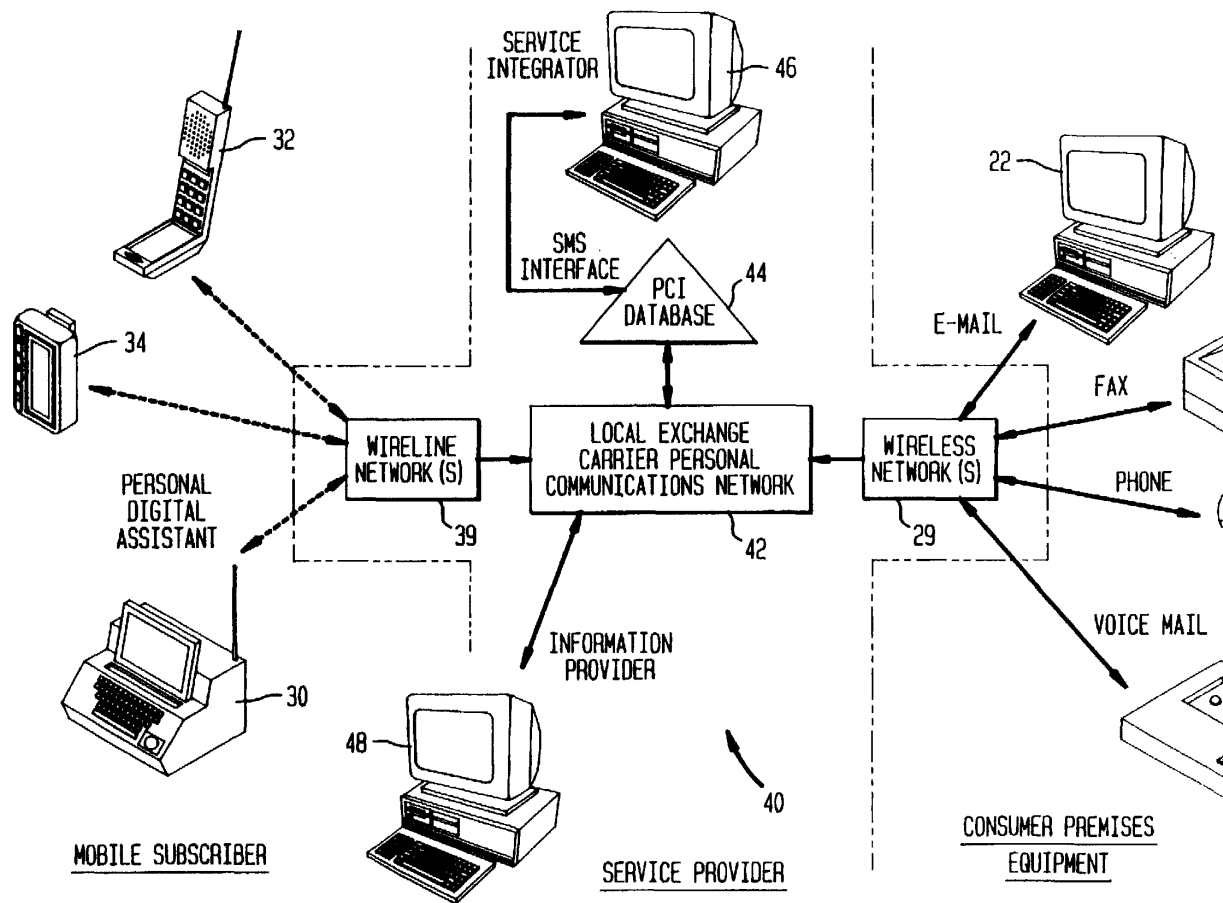 SERVICE
INTEGRATOR
46
32
22
SMS
INTERFACE
44
PCI
DATABASE
E-MAIL
34
FAX
WIRELINE
NETWORK(S)
LOCAL EXCHANGE
CARRIER PERSONAL
COMMUNICATIONS NETWORK
WIRELESS
NETWORK(S)
PHONE
PERSONAL
DIGITAL
ASSISTANT
39
42
29
VOICE MAIL
INFORMATION
PROVIDER
30
48
40
MOBILE SUBSCRIBER
SERVICE PROVIDER
CONSUMER PREMISES
EQUIPMENT